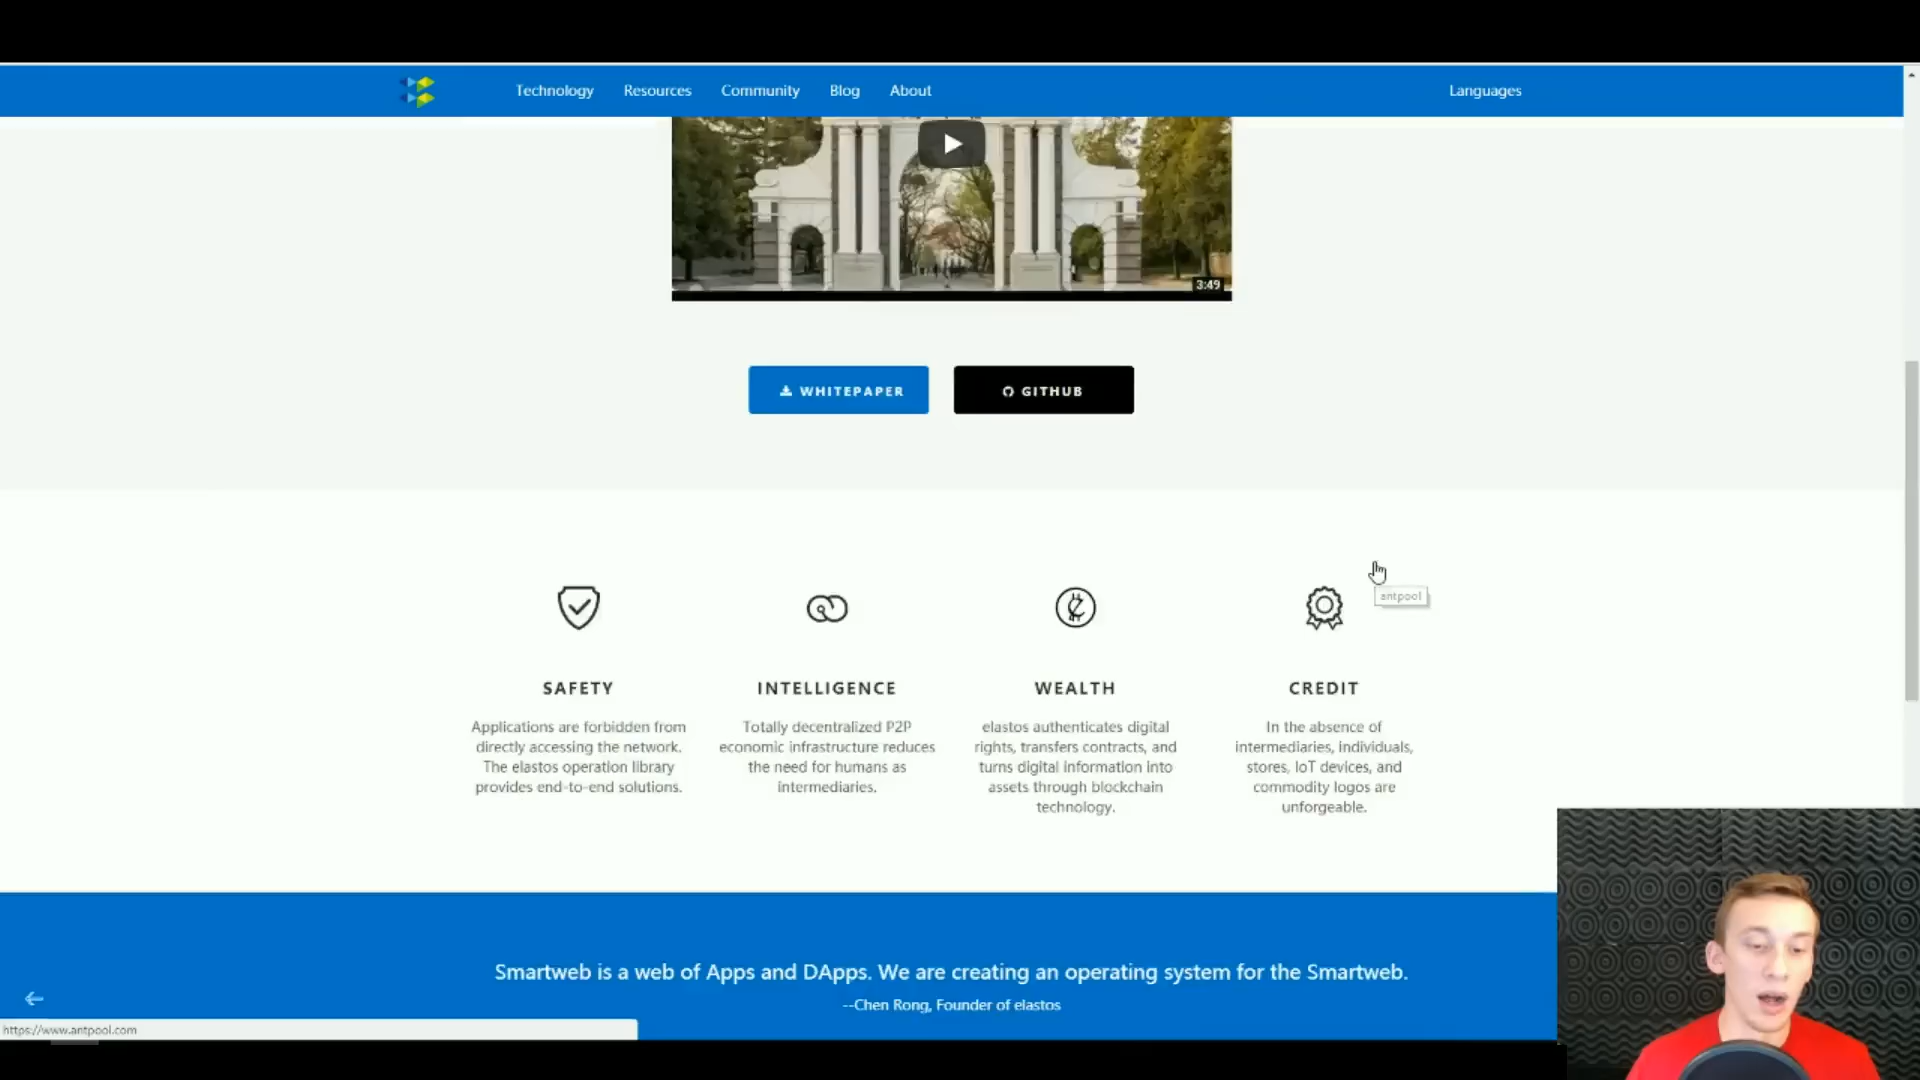 Technology Resources Community Blog About Languages
3:49
WHITEPAPER GITHUB
antpool
SAFETY
Applications are forbidden from
directly accessing the network.
The elastos operation library
provides end-to-end solutions.
INTELLIGENCE
Totally decentralized P2P
economic infrastructure reduces
the need for humans as
intermediaries.
WEALTH
elastos authenticates digital
rights, transfers contracts, and
turns digital information into
assets through blockchain
technology.
CREDIT
In the absence of
intermediaries, individuals,
stores, IoT devices, and
commodity logos are
unforgeable.
Smartweb is a web of Apps and DApps. We are creating an operating system for the Smartweb.
--Chen Rong, Founder of elastos
https://www.antpool.com